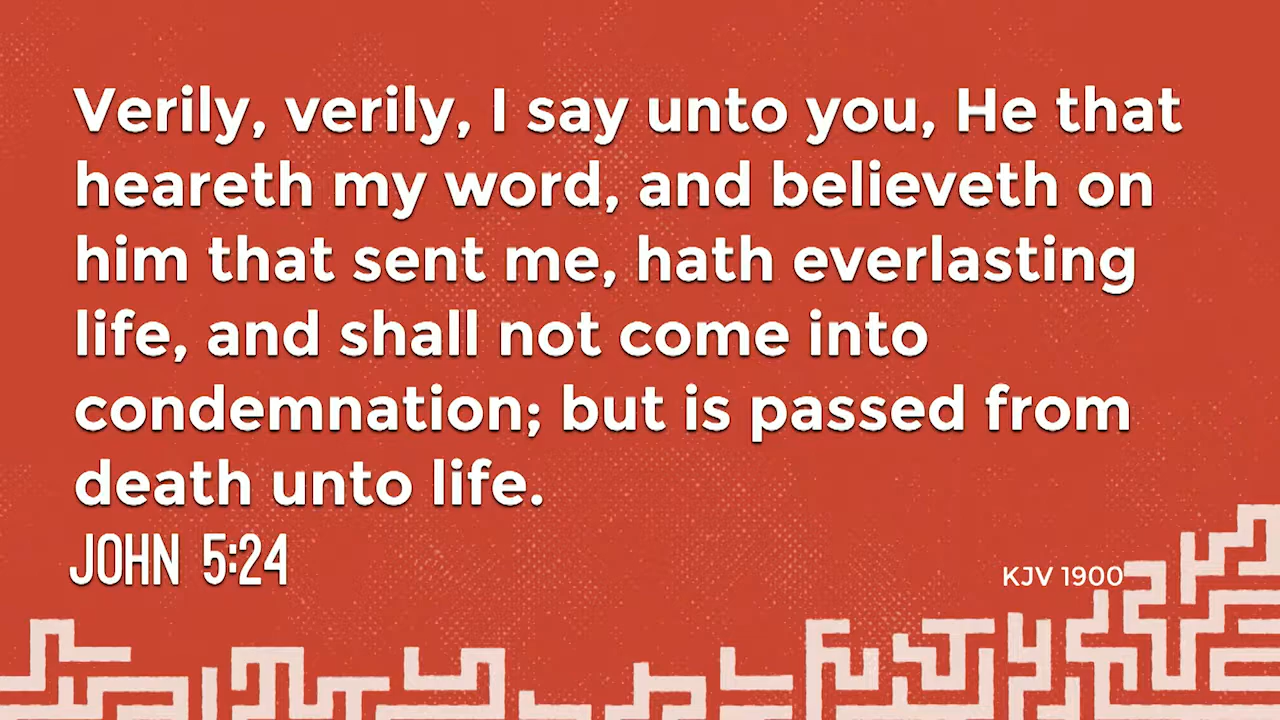 Verily, verily, I say unto you, He that
heareth my word, and believeth on
him that sent me, hath everlasting
life, and shall not come into
condemnation; but is passed from
death unto life.
JOHN 5:24
KJV 1900